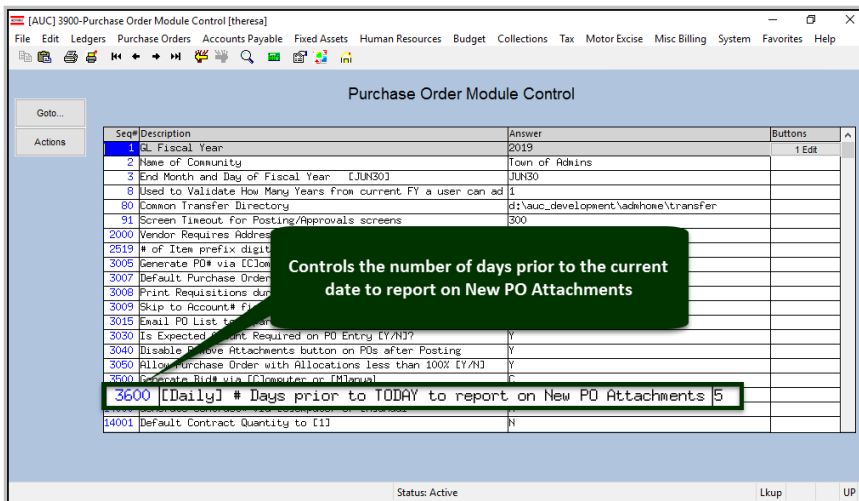 [AUC] 3900-Purchase Order Module Control [theresa]
File Edit Ledgers Purchase Orders Accounts Payable Fixed Assets Human Resources Budget Collections Tax Motor Excise Misc Billing System Favorites Help
Purchase Order Module Control
Goto...
Actions
Seq# Description Answer Buttons
1 GL Fiscal Year 2019 1 Edit
2 Name of Community Town of Admins
3 End Month and Day of Fiscal Year [JUN30] JUN30
8 Used to Validate How Many Years from current FY a user can ad 1
80 Common Transfer Directory d:\auc_development\admhome\transfer
91 Screen Timeout for Posting/Approvals screens 300
2000 Vendor Requires Addres
2519 # of Item prefix digit
3005 Generate PO# via [C]om
3007 Default Purchase Order
3008 Print Requisitions du
3009 Skip to Account# fi
3015 Email PO List to
Controls the number of days prior to the current
date to report on New PO Attachments
3030 Is Expected Amount Required on PO Entry [Y/N]? Y
3040 Disable Remove Attachments button on POs after Posting Y
3050 Allow Purchase Order with Allocations less than 100% [Y/N] Y
3500 Generate Bid# via [C]omputer or [M]anual C
3600 [Daily] # Days prior to TODAY to report on New PO Attachments 5
14001 Default Contract Quantity to [1] N
Status: Active Lkup UP